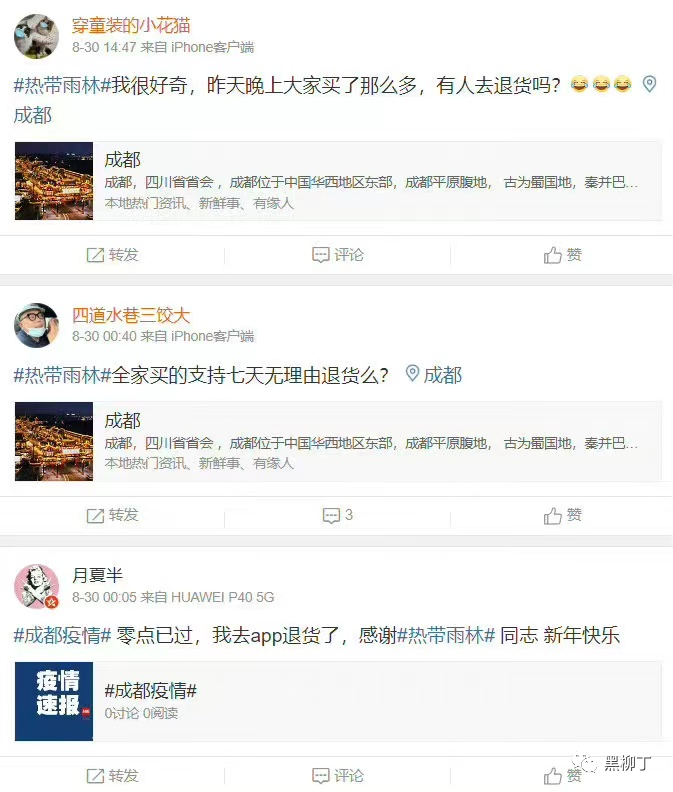 穿童装的小花猫
8-30 14:47 来自 iPhone客户端
#热带雨林#我很好奇，昨天晚上大家买了那么多，有人去退货吗？😂😂😂
成都
成都
成都，四川省省会 ，成都位于中国华西地区东部，成都平原腹地， 古为蜀国地，秦并巴...
本地热门资讯、新鲜事、有缘人
转发 评论 赞
四道水巷三饺大
8-30 00:40 来自 iPhone客户端
#热带雨林#全家买的支持七天无理由退货么？ 成都
成都
成都，四川省省会 ，成都位于中国华西地区东部，成都平原腹地， 古为蜀国地，秦并巴...
本地热门资讯、新鲜事、有缘人
转发 3 赞
月夏半
8-30 00:05 来自 HUAWEI P40 5G
#成都疫情# 零点已过，我去app退货了，感谢#热带雨林# 同志 新年快乐
疫情
速报
#成都疫情#
0讨论 0阅读
转发 评论 赞
黑柳丁